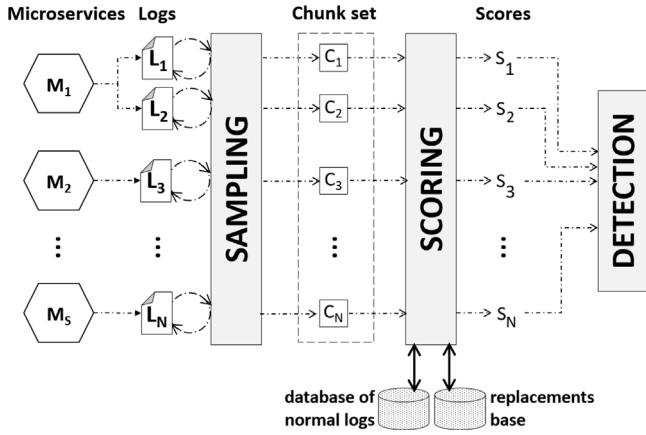 Microservices Logs Chunk set Scores
M1 L1 C1 S1
L2 C2 S2
M2 L3 C3 S3
... ... ... ...
MS LN CN SN
SAMPLING
SCORING
DETECTION
database of
normal logs
replacements
base